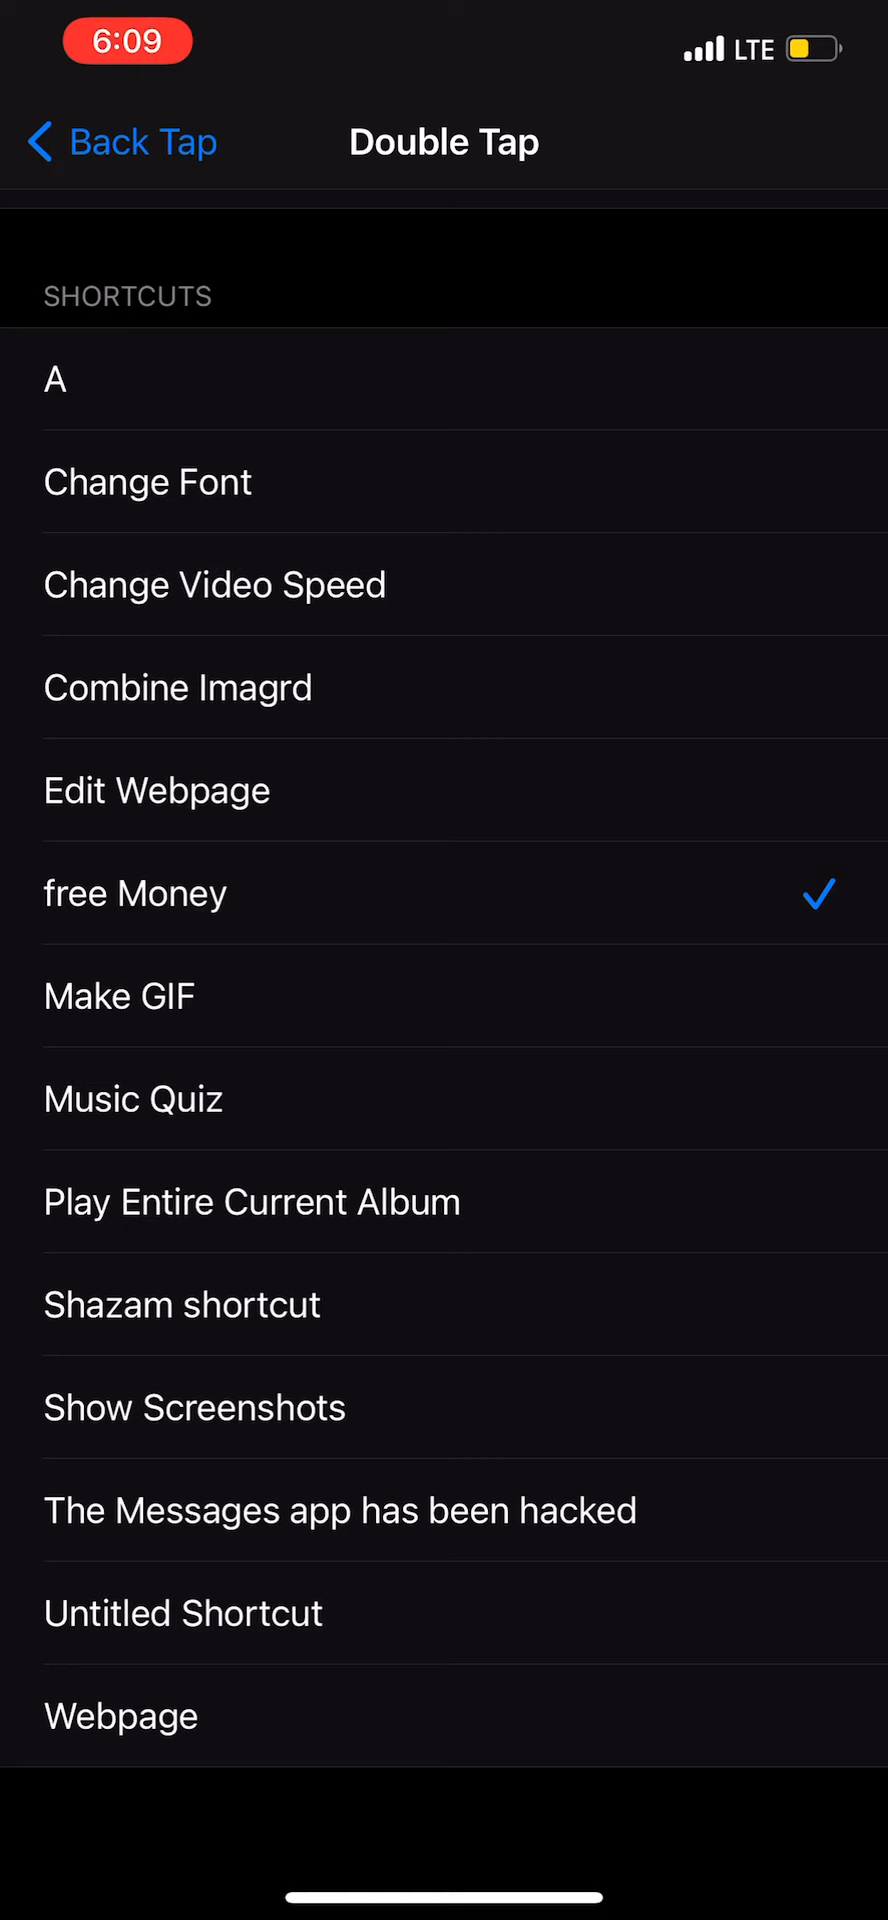 6:09
LTE
Back Tap
Double Tap
SHORTCUTS
A
Change Font
Change Video Speed
Combine Imagrd
Edit Webpage
free Money
Make GIF
Music Quiz
Play Entire Current Album
Shazam shortcut
Show Screenshots
The Messages app has been hacked
Untitled Shortcut
Webpage